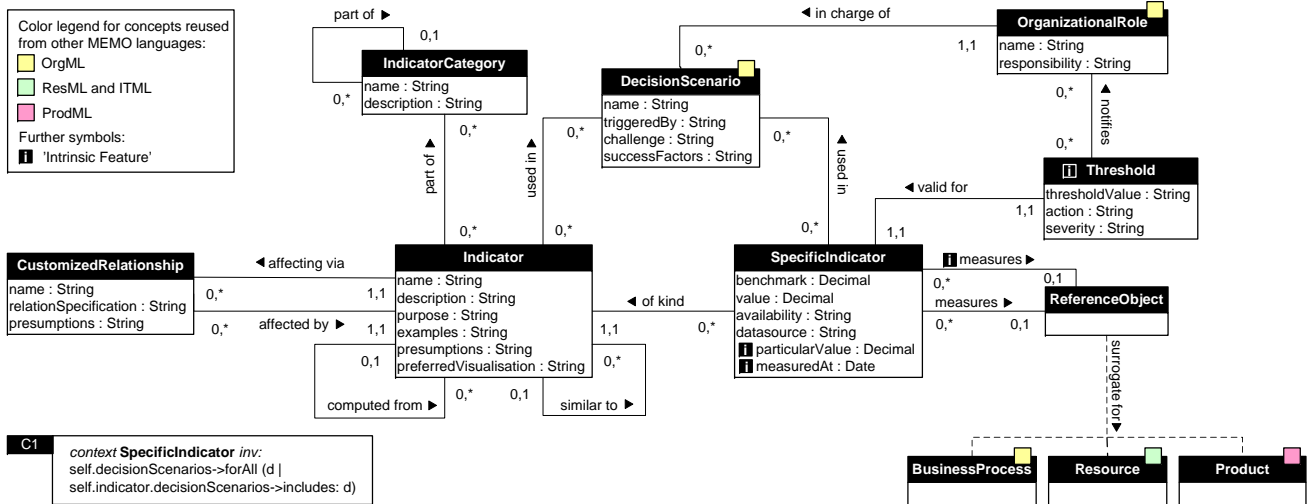 Color legend for concepts reused
from other MEMO languages:
OrgML
ResML and ITML
ProdML
Further symbols:
i 'Intrinsic Feature'
part of ▶
0,1
0,*
IndicatorCategory
name : String
description : String
0,*
part of ▶
0,*
◀ in charge of
0,*
1,1
OrganizationalRole
name : String
responsibility : String
0,*
notifies ▶
0,*
DecisionScenario
name : String
triggeredBy : String
challenge : String
successFactors : String
0,*
used in ▶
0,*
0,*
◀ used in
0,*
i Threshold
thresholdValue : String
action : String
severity : String
◀ valid for
1,1
1,1
CustomizedRelationship
name : String
relationSpecification : String
presumptions : String
◀ affecting via
0,*
1,1
affected by ▶
0,*
1,1
Indicator
name : String
description : String
purpose : String
examples : String
presumptions : String
preferredVisualisation : String
0,1
computed from ▶
0,*
0,1
similar to ▶
0,*
◀ of kind
1,1
0,*
SpecificIndicator
benchmark : Decimal
value : Decimal
availability : String
datasource : String
i particularValue : Decimal
i measuredAt : Date
i measures ▶
0,*
0,1
measures ▶
0,*
0,1
ReferenceObject
surrogate for ▶
BusinessProcess
Resource
Product
C1
context SpecificIndicator inv:
self.decisionScenarios->forAll (d |
self.indicator.decisionScenarios->includes: d)